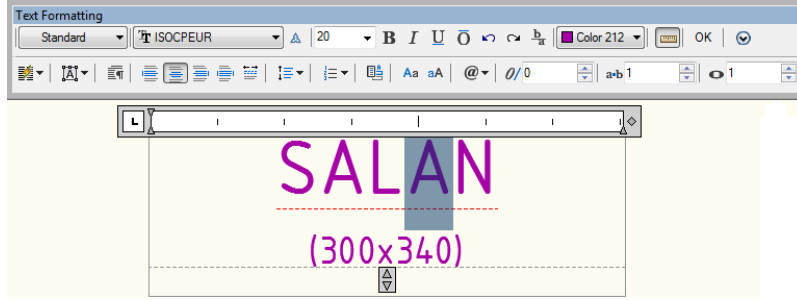 Text Formatting
Standard ISOCPEUR 20 B I U O b/a Color 212 OK
Aa aA @ 0/ 0 a•b 1 1
SALAN
(300x340)